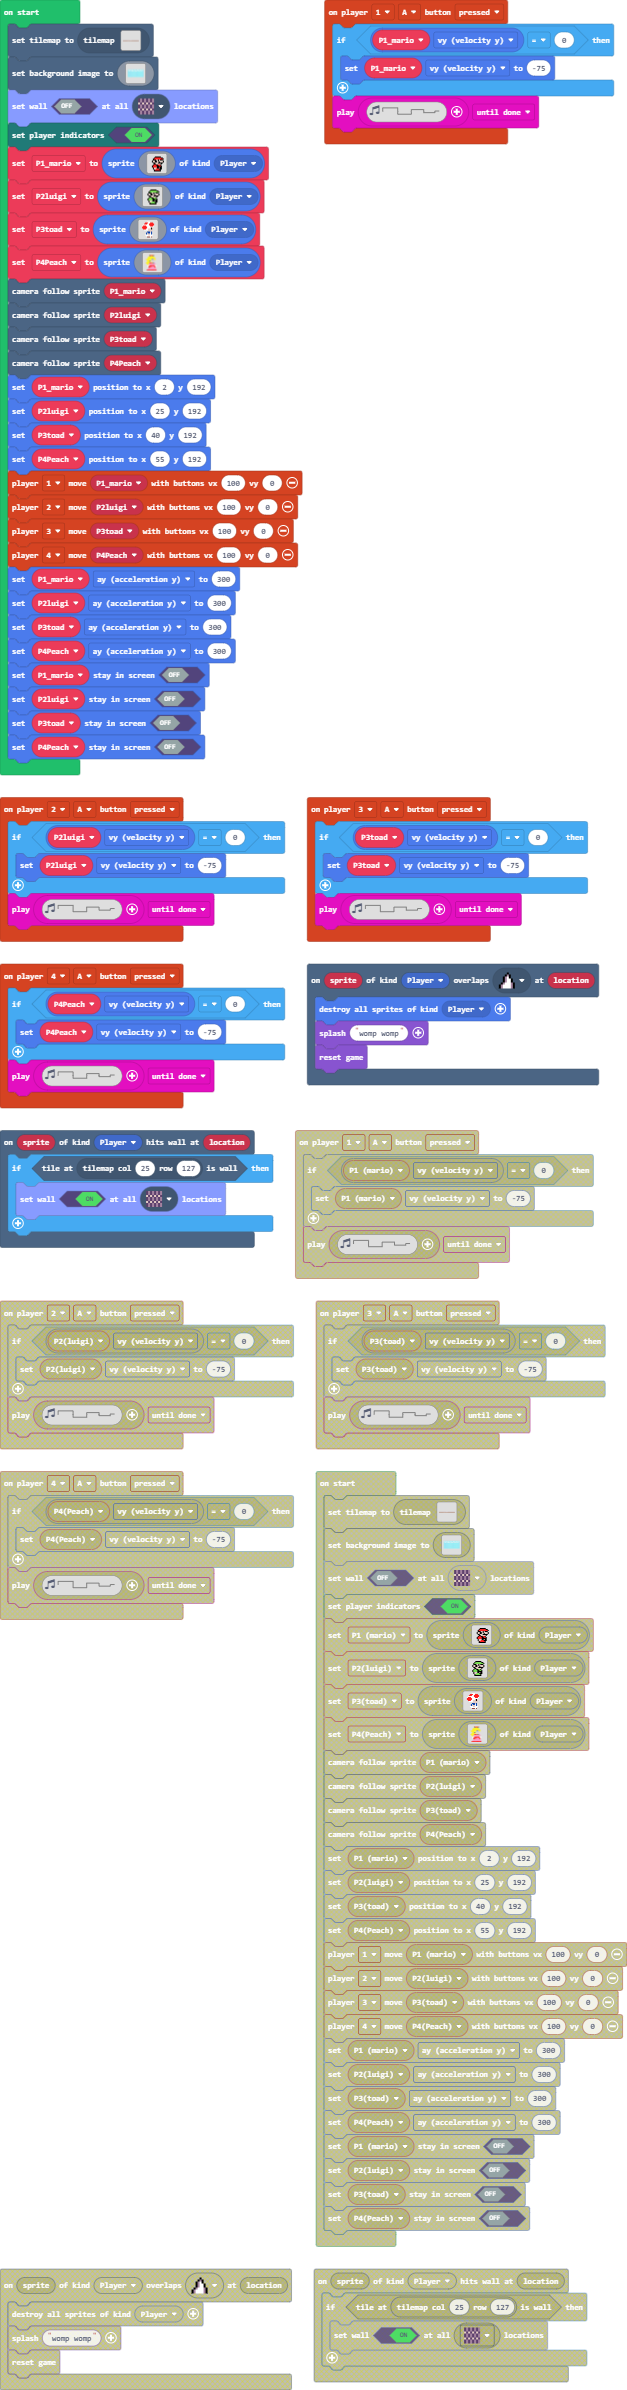 on start
set tilemap to tilemap
set background image to
set wall OFF at all locations
set player indicators ON
set P1_mario to sprite of kind Player
set P2luigi to sprite of kind Player
set P3toad to sprite of kind Player
set P4Peach to sprite of kind Player
camera follow sprite P1_mario
camera follow sprite P2luigi
camera follow sprite P3toad
camera follow sprite P4Peach
set P1_mario position to x 2 y 192
set P2luigi position to x 25 y 192
set P3toad position to x 40 y 192
set P4Peach position to x 55 y 192
player 1 move P1_mario with buttons vx 100 vy 0
player 2 move P2luigi with buttons vx 100 vy 0
player 3 move P3toad with buttons vx 100 vy 0
player 4 move P4Peach with buttons vx 100 vy 0
set P1_mario ay (acceleration y) to 300
set P2luigi ay (acceleration y) to 300
set P3toad ay (acceleration y) to 300
set P4Peach ay (acceleration y) to 300
set P1_mario stay in screen OFF
set P2luigi stay in screen OFF
set P3toad stay in screen OFF
set P4Peach stay in screen OFF
on player 1 A button pressed
if P1_mario vy (velocity y) = 0 then
set P1_mario vy (velocity y) to -75
play until done
on player 2 A button pressed
if P2luigi vy (velocity y) = 0 then
set P2luigi vy (velocity y) to -75
play until done
on player 3 A button pressed
if P3toad vy (velocity y) = 0 then
set P3toad vy (velocity y) to -75
play until done
on player 4 A button pressed
if P4Peach vy (velocity y) = 0 then
set P4Peach vy (velocity y) to -75
play until done
on sprite of kind Player overlaps at location
destroy all sprites of kind Player
splash "womp womp"
reset game
on sprite of kind Player hits wall at location
if tile at tilemap col 25 row 127 is wall then
set wall ON at all locations
on player 1 A button pressed
if P1 (mario) vy (velocity y) = 0 then
set P1 (mario) vy (velocity y) to -75
play until done
on player 2 A button pressed
if P2(luigi) vy (velocity y) = 0 then
set P2(luigi) vy (velocity y) to -75
play until done
on player 3 A button pressed
if P3(toad) vy (velocity y) = 0 then
set P3(toad) vy (velocity y) to -75
play until done
on player 4 A button pressed
if P4(Peach) vy (velocity y) = 0 then
set P4(Peach) vy (velocity y) to -75
play until done
on start
set tilemap to tilemap
set background image to
set wall OFF at all locations
set player indicators ON
set P1 (mario) to sprite of kind Player
set P2(luigi) to sprite of kind Player
set P3(toad) to sprite of kind Player
set P4(Peach) to sprite of kind Player
camera follow sprite P1 (mario)
camera follow sprite P2(luigi)
camera follow sprite P3(toad)
camera follow sprite P4(Peach)
set P1 (mario) position to x 2 y 192
set P2(luigi) position to x 25 y 192
set P3(toad) position to x 40 y 192
set P4(Peach) position to x 55 y 192
player 1 move P1 (mario) with buttons vx 100 vy 0
player 2 move P2(luigi) with buttons vx 100 vy 0
player 3 move P3(toad) with buttons vx 100 vy 0
player 4 move P4(Peach) with buttons vx 100 vy 0
set P1 (mario) ay (acceleration y) to 300
set P2(luigi) ay (acceleration y) to 300
set P3(toad) ay (acceleration y) to 300
set P4(Peach) ay (acceleration y) to 300
set P1 (mario) stay in screen OFF
set P2(luigi) stay in screen OFF
set P3(toad) stay in screen OFF
set P4(Peach) stay in screen OFF
on sprite of kind Player overlaps at location
destroy all sprites of kind Player
splash "womp womp"
reset game
on sprite of kind Player hits wall at location
if tile at tilemap col 25 row 127 is wall then
set wall ON at all locations